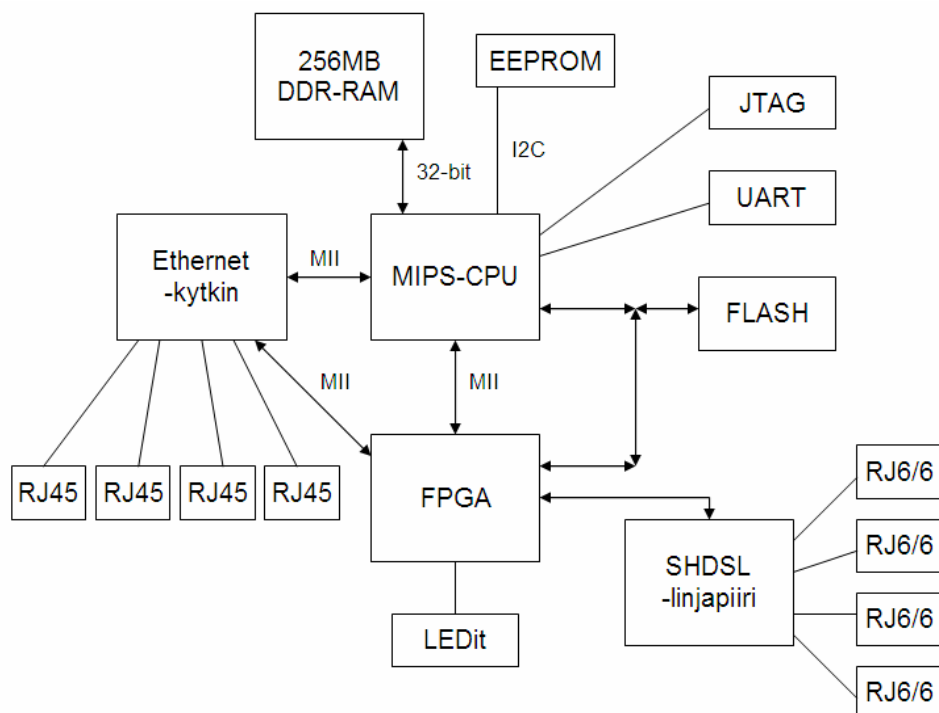 256MB
DDR-RAM
EEPROM
JTAG
I2C
32-bit
UART
Ethernet
-kytkin
MII
MIPS-CPU
FLASH
MII
MII
RJ45
RJ45
RJ45
RJ45
FPGA
RJ6/6
SHDSL
-linjapiiri
RJ6/6
RJ6/6
RJ6/6
LEDit